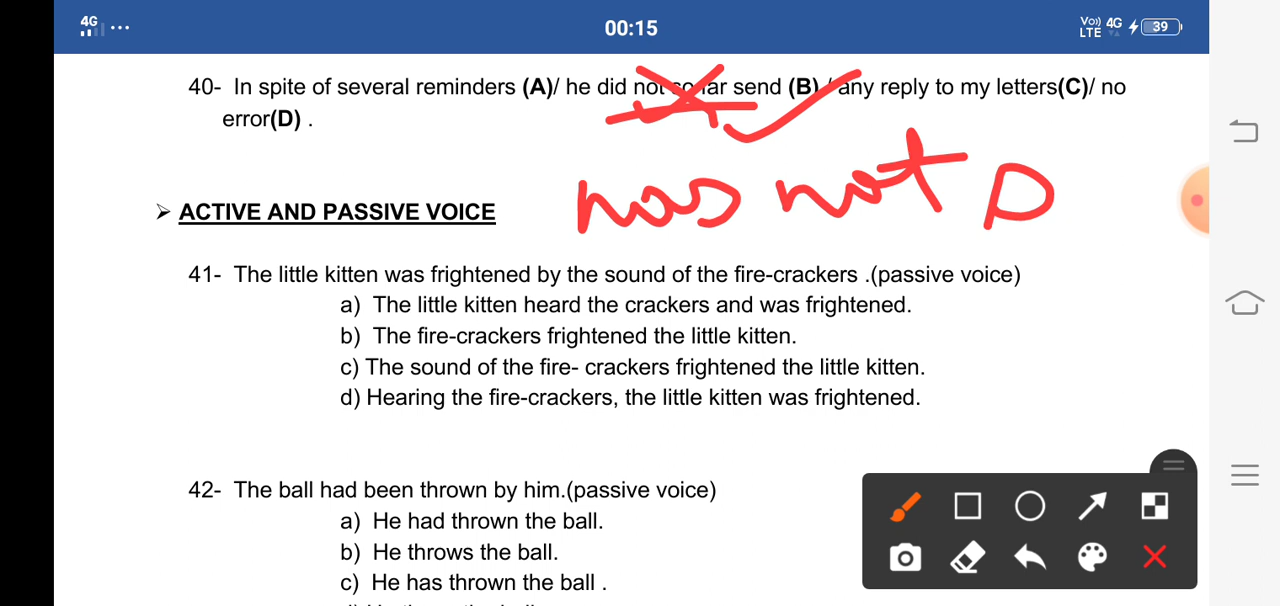 4G ... 00:15 Vo) 4G LTE 39
40- In spite of several reminders (A)/ he did not so far send (B) / any reply to my letters(C)/ no
error(D) .
has not D
➢ ACTIVE AND PASSIVE VOICE
41- The little kitten was frightened by the sound of the fire-crackers .(passive voice)
a) The little kitten heard the crackers and was frightened.
b) The fire-crackers frightened the little kitten.
c) The sound of the fire- crackers frightened the little kitten.
d) Hearing the fire-crackers, the little kitten was frightened.
42- The ball had been thrown by him.(passive voice)
a) He had thrown the ball.
b) He throws the ball.
c) He has thrown the ball .